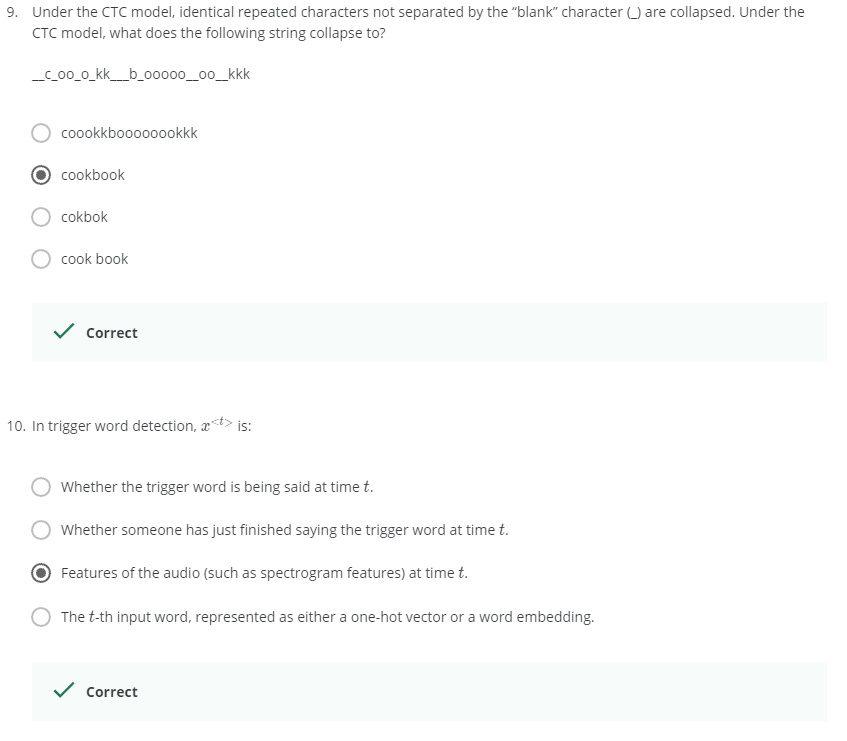 9. Under the CTC model, identical repeated characters not separated by the “blank” character (_) are collapsed. Under the
CTC model, what does the following string collapse to?
__c_oo_o_kk___b_ooooo__oo__kkk
coookkboooooookkk
cookbook
cokbok
cook book
Correct
10. In trigger word detection, x<t> is:
Whether the trigger word is being said at time t.
Whether someone has just finished saying the trigger word at time t.
Features of the audio (such as spectrogram features) at time t.
The t-th input word, represented as either a one-hot vector or a word embedding.
Correct